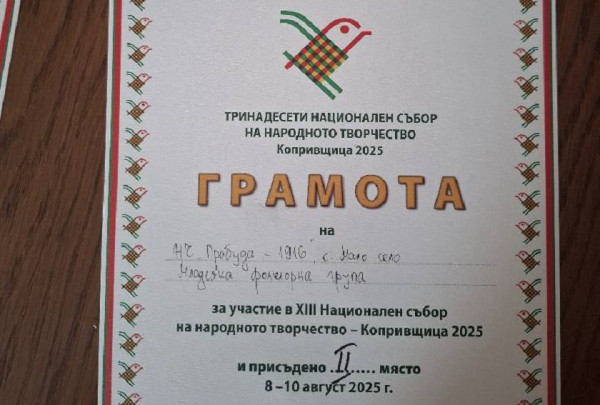 ТРИНАДЕСЕТИ НАЦИОНАЛЕН СЪБОР
НА НАРОДНОТО ТВОРЧЕСТВО
Копривщица 2025
ГРАМОТА
на
НЧ „Пробуда - 1916", с. Мало село
Младежка фолклорна група
за участие в XIII Национален събор
на народното творчество – Копривщица 2025
и присъдено .II..... място
8 –10 август 2025 г.